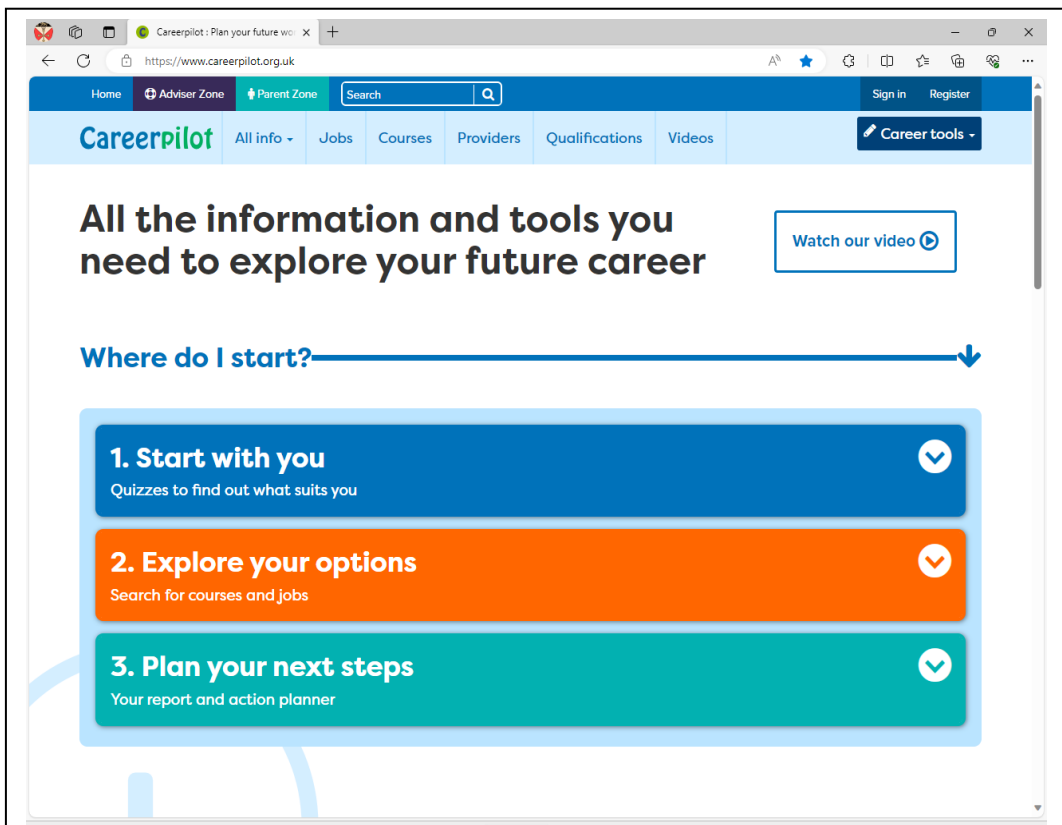 Careerpilot : Plan your future wo
https://www.careerpilot.org.uk
Home Adviser Zone Parent Zone Search Sign in Register
Careerpilot All info Jobs Courses Providers Qualifications Videos Career tools
All the information and tools you
need to explore your future career
Watch our video
Where do I start?
1. Start with you
Quizzes to find out what suits you
2. Explore your options
Search for courses and jobs
3. Plan your next steps
Your report and action planner